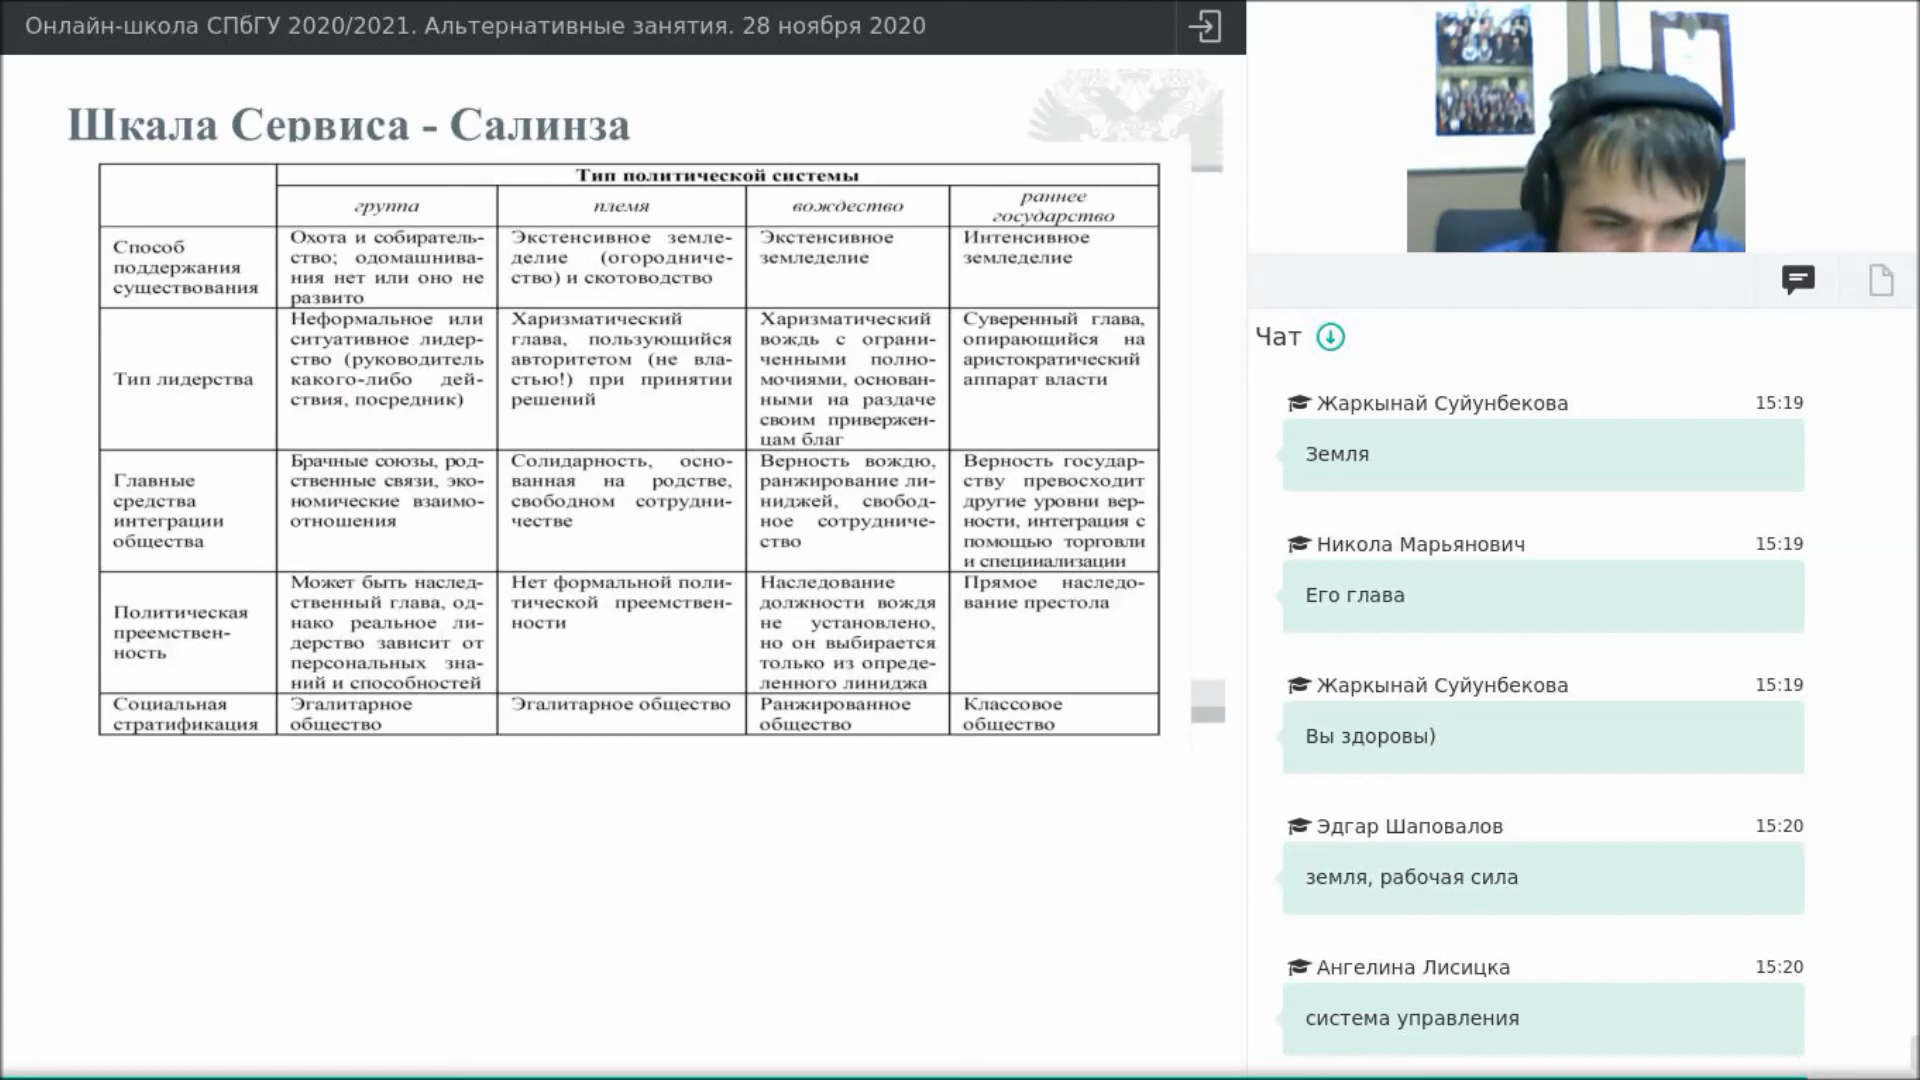 Онлайн-школа СПбГУ 2020/2021. Альтернативные занятия. 28 ноября 2020
Шкала Сервиса - Салинза
Тип политической системы
группа
племя
вождество
раннее
государство
Способ
поддержания
существования
Охота и собиратель-
ство; одомашнива-
ния нет или оно не
развито
Экстенсивное земле-
делие (огородниче-
ство) и скотоводство
Экстенсивное
земледелие
Интенсивное
земледелие
Тип лидерства
Неформальное или
ситуативное лидер-
ство (руководитель
какого-либо дей-
ствия, посредник)
Харизматический
глава, пользующийся
авторитетом (не вла-
стью!) при принятии
решений
Харизматический
вождь с ограни-
ченными полно-
мочиями, основан-
ными на раздаче
своим привержен-
цам благ
Суверенный глава,
опирающийся на
аристократический
аппарат власти
Главные
средства
интеграции
общества
Брачные союзы, род-
ственные связи, эко-
номические взаимо-
отношения
Солидарность, осно-
ванная на родстве,
свободном сотрудни-
честве
Верность вождю,
ранжирование ли-
ниджей, свобод-
ное сотрудниче-
ство
Верность государ-
ству превосходит
другие уровни вер-
ности, интеграция с
помощью торговли
и специализации
Политическая
преемствен-
ность
Может быть наслед-
ственный глава, од-
нако реальное ли-
дерство зависит от
персональных зна-
ний и способностей
Нет формальной поли-
тической преемствен-
ности
Наследование
должности вождя
не установлено,
но он выбирается
только из опреде-
ленного линиджа
Прямое наследо-
вание престола
Социальная
стратификация
Эгалитарное
общество
Эгалитарное общество
Ранжированное
общество
Классовое
общество
Чат
Жаркынай Суйунбекова 15:19
Земля
Никола Марьянович 15:19
Его глава
Жаркынай Суйунбекова 15:19
Вы здоровы)
Эдгар Шаповалов 15:20
земля, рабочая сила
Ангелина Лисицка 15:20
система управления